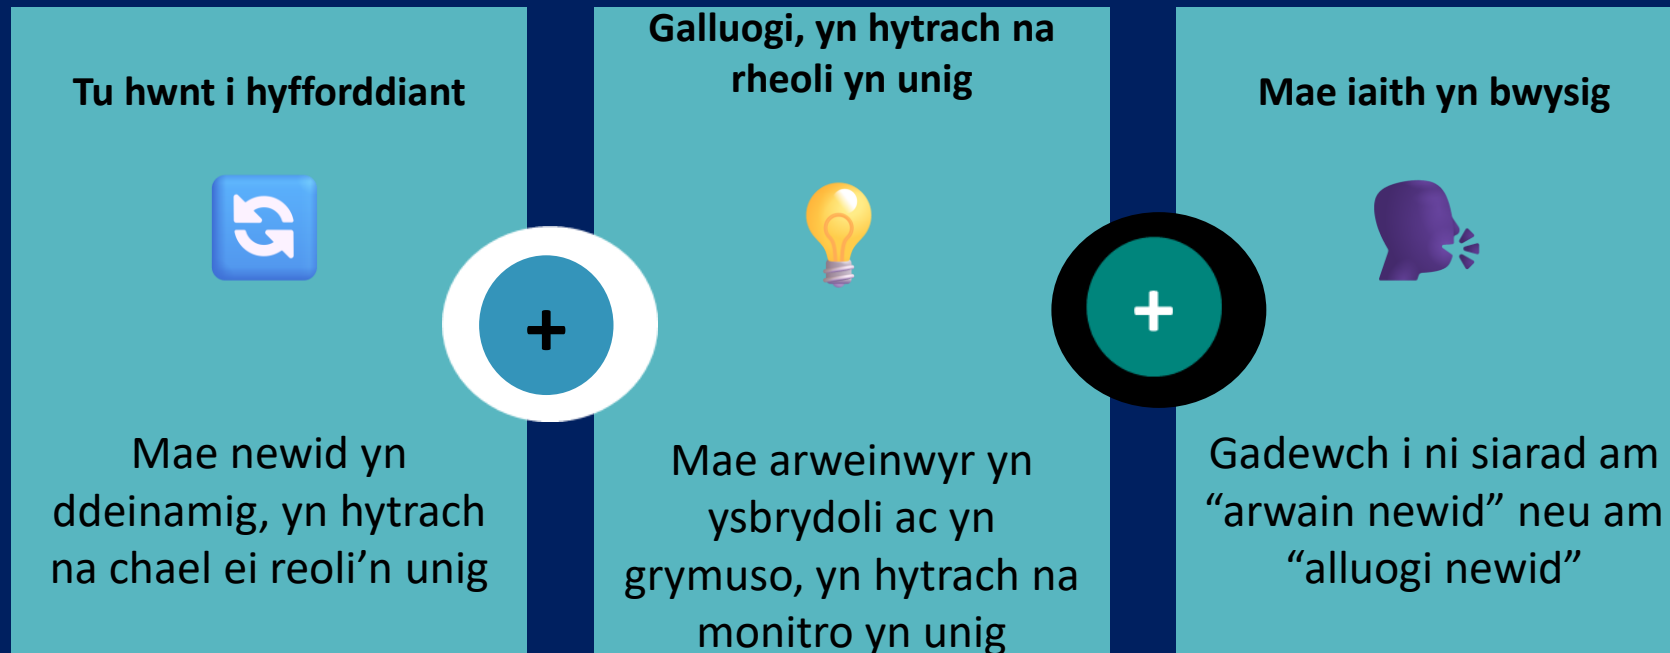 Tu hwnt i hyfforddiant
Mae newid yn
ddeinamig, yn hytrach
na chael ei reoli’n unig
+
Galluogi, yn hytrach na
rheoli yn unig
Mae arweinwyr yn
ysbrydoli ac yn
grymuso, yn hytrach na
monitro yn unig
+
Mae iaith yn bwysig
Gadewch i ni siarad am
“arwain newid” neu am
“alluogi newid”